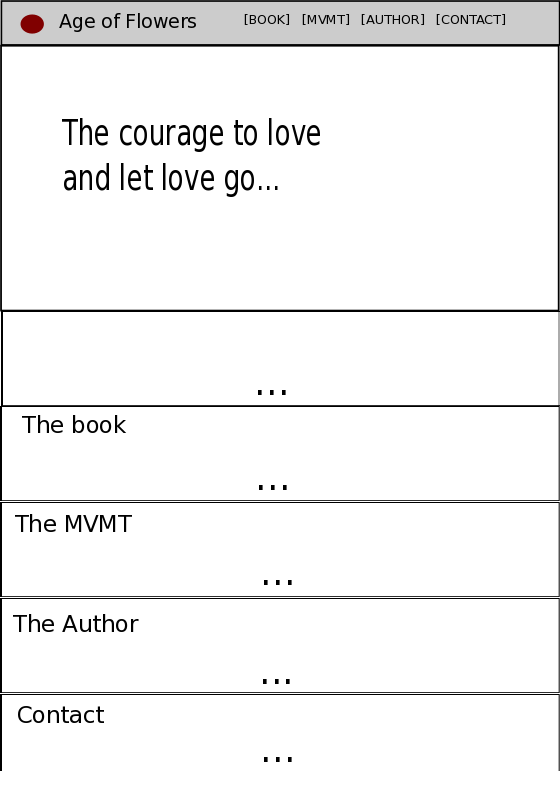 Age of Flowers [BOOK] [MVMT] [AUTHOR] [CONTACT]
The courage to love
and let love go...
...
The book
...
The MVMT
...
The Author
...
Contact
...